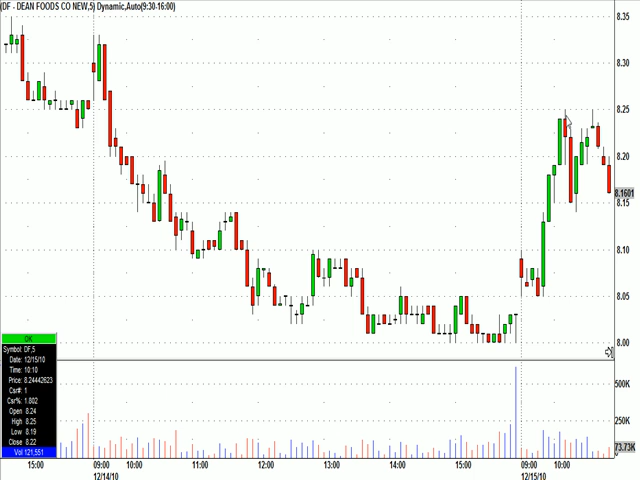 (DF - DEAN FOODS CO NEW,5) Dynamic,Auto(9:30-16:00)
8.35
8.30
8.25
8.20
8.1601
8.15
8.10
8.05
8.00
500K
250K
73.73K
OK
Symbol: DF,5
Date: 12/15/10
Time: 10:10
Price: 8.24442623
Csr#: 1
Csr%: 1.802
Open 8.24
High 8.25
Low 8.19
Close 8.22
Vol 121,551
15:00 09:00 10:00 11:00 12:00 13:00 14:00 15:00 09:00 10:00
12/14/10 12/15/10